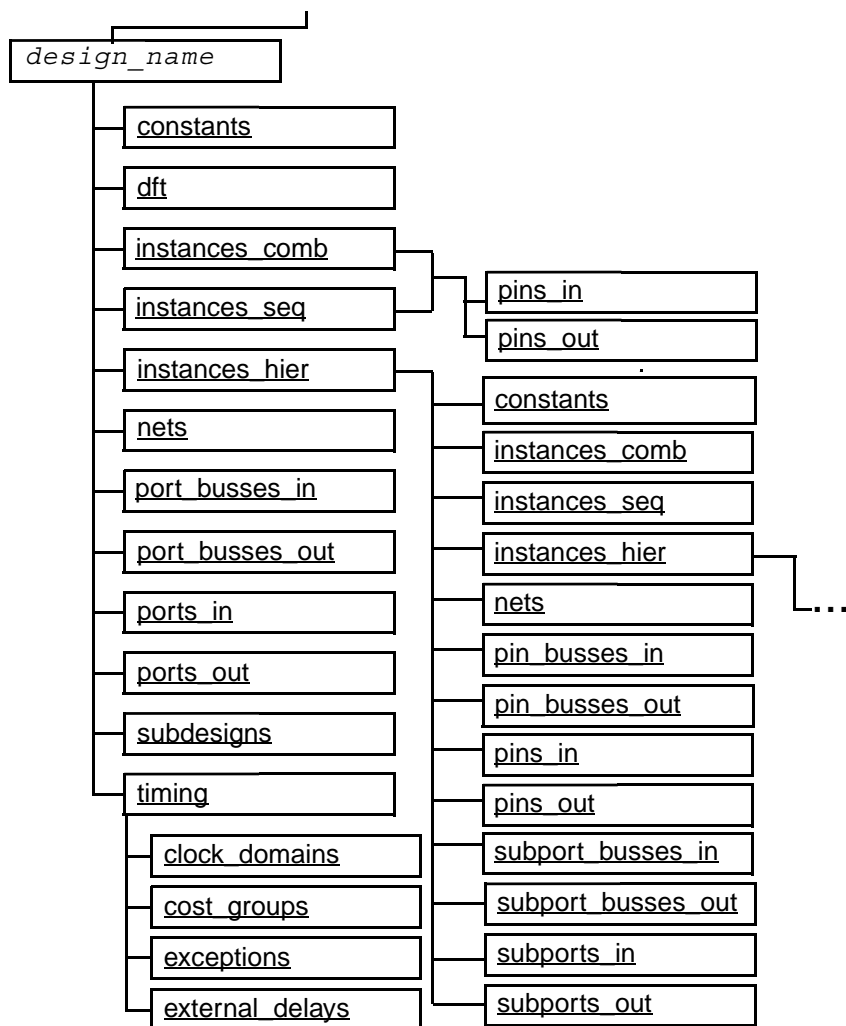 design_name
constants
dft
instances_comb
instances_seq
instances_hier
nets
port_busses_in
port_busses_out
ports_in
ports_out
subdesigns
timing
clock_domains
cost_groups
exceptions
external_delays
pins_in
pins_out
constants
instances_comb
instances_seq
instances_hier
...
nets
pin_busses_in
pin_busses_out
pins_in
pins_out
subport_busses_in
subport_busses_out
subports_in
subports_out